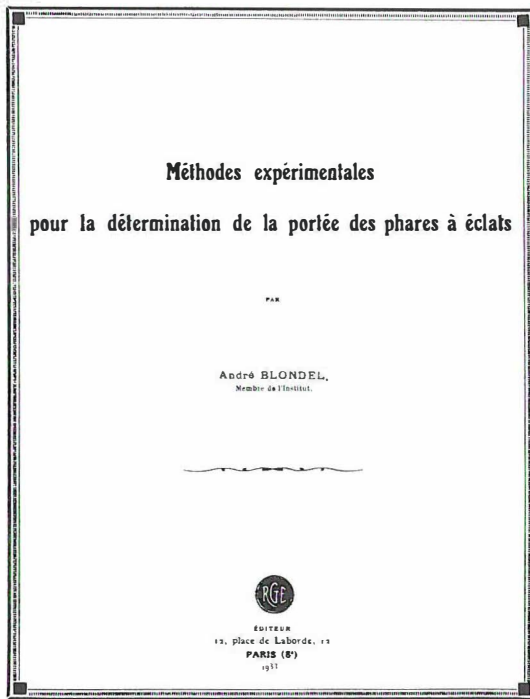 Méthodes expérimentales
pour la détermination de la portée des phares à éclats
PAR
André BLONDEL,
Membre de l'Institut.
RGE
ÉDITEUR
12, place de Laborde, 12
PARIS (8ᵉ)